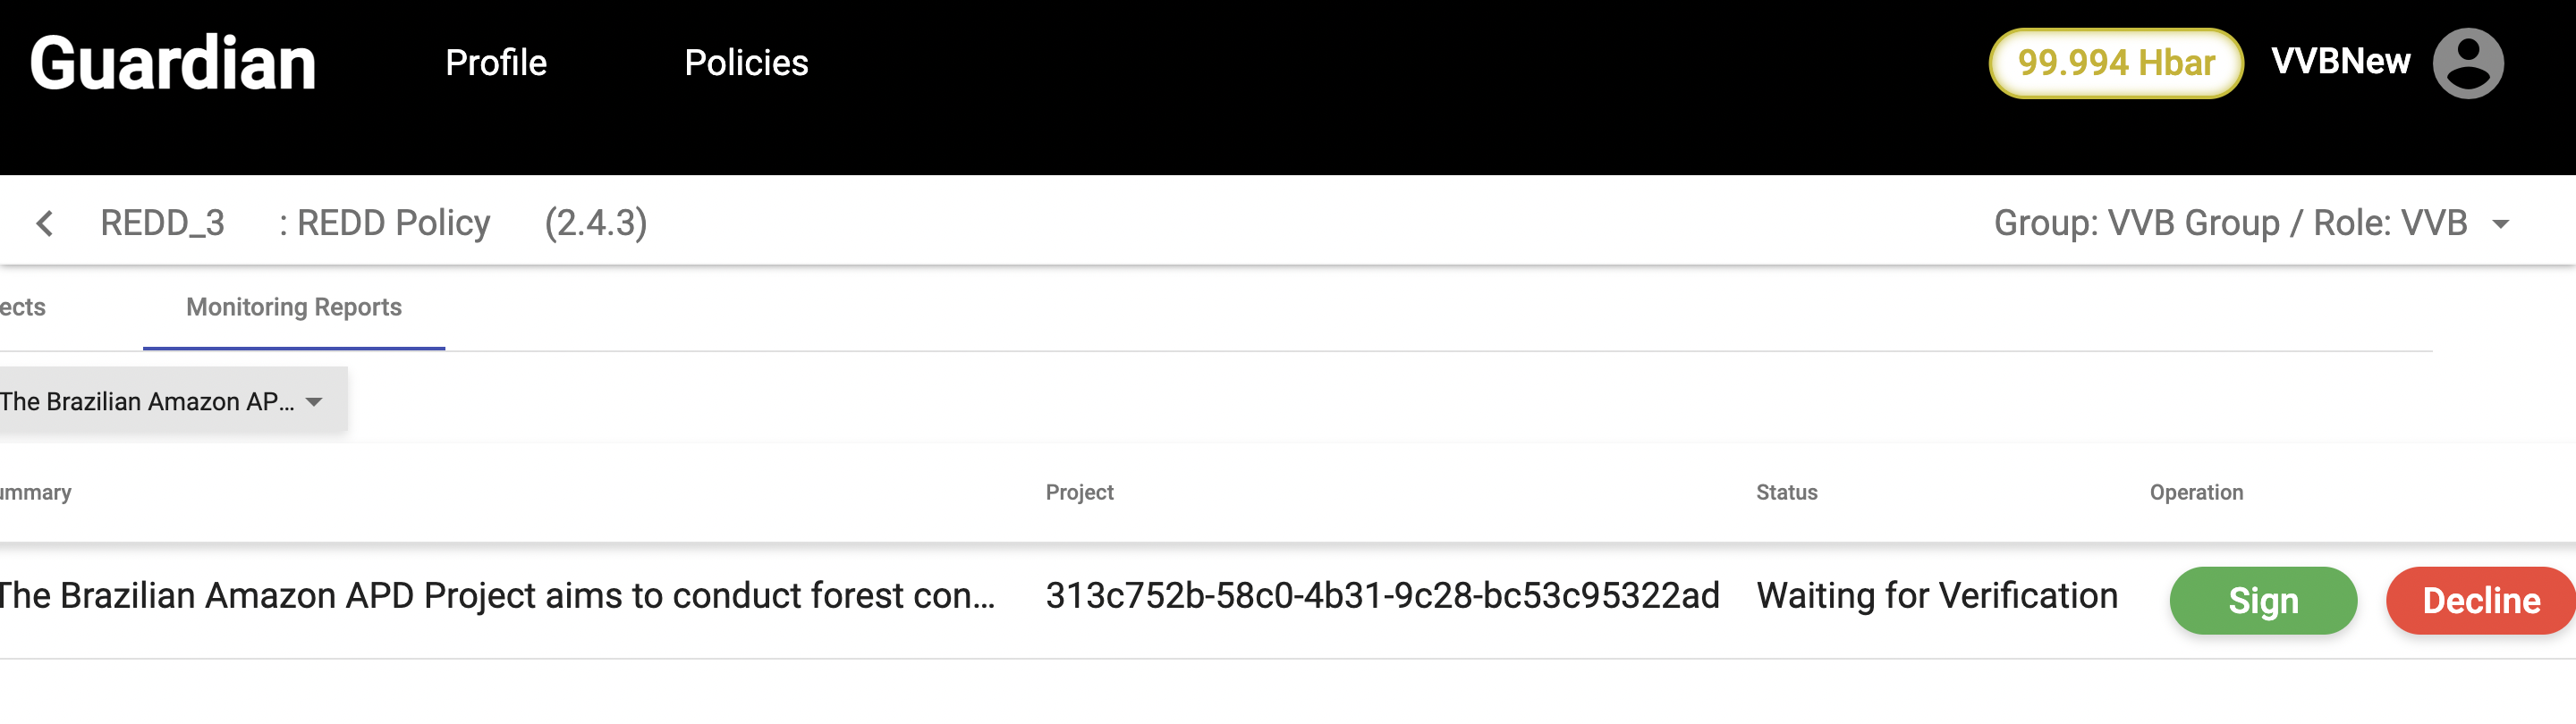 Guardian Profile Policies 99.994 Hbar VVBNew
REDD_3 : REDD Policy (2.4.3) Group: VVB Group / Role: VVB
ects Monitoring Reports
The Brazilian Amazon AP...
ummary Project Status Operation
The Brazilian Amazon APD Project aims to conduct forest con... 313c752b-58c0-4b31-9c28-bc53c95322ad Waiting for Verification Sign Decline